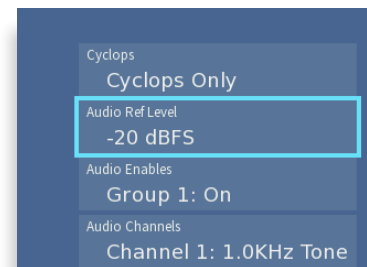 Cyclops
Cyclops Only
Audio Ref Level
-20 dBFS
Audio Enables
Group 1: On
Audio Channels
Channel 1: 1.0KHz Tone